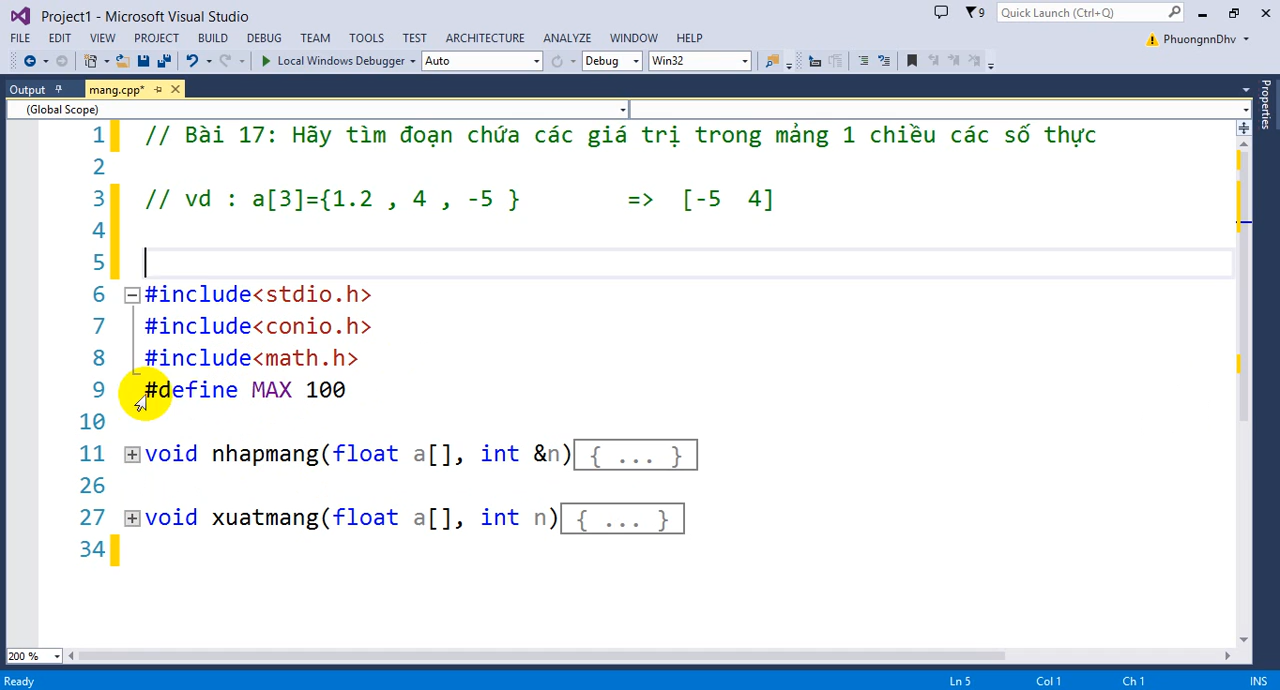 Project1 - Microsoft Visual Studio
9
Quick Launch (Ctrl+Q)
FILE EDIT VIEW PROJECT BUILD DEBUG TEAM TOOLS TEST ARCHITECTURE ANALYZE WINDOW HELP
PhuongnnDhv
Local Windows Debugger Auto Debug Win32
Output mang.cpp*
(Global Scope)
Properties
1 // Bài 17: Hãy tìm đoạn chứa các giá trị trong mảng 1 chiều các số thực
2
3 // vd : a[3]={1.2 , 4 , -5 } => [-5 4]
4
5
6 #include<stdio.h>
7 #include<conio.h>
8 #include<math.h>
9 #define MAX 100
10
11 void nhapmang(float a[], int &n){ ... }
26
27 void xuatmang(float a[], int n){ ... }
34
200 %
Ready Ln 5 Col 1 Ch 1 INS